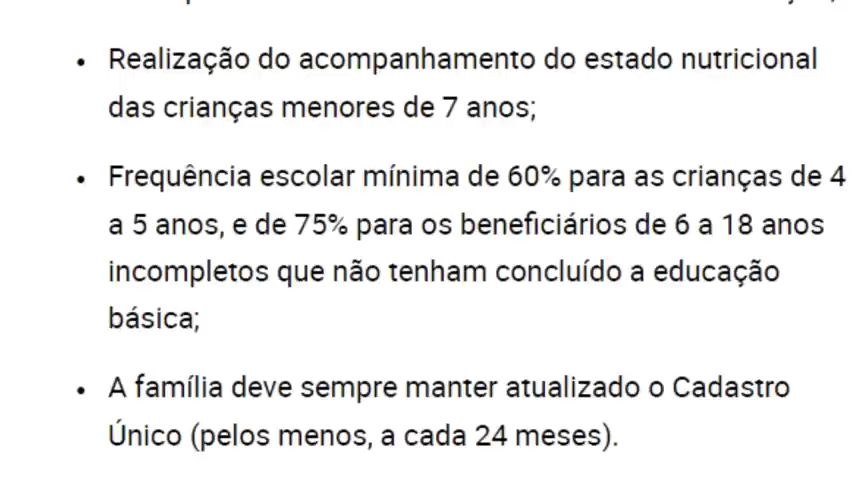 • Realização do acompanhamento do estado nutricional
das crianças menores de 7 anos;
• Frequência escolar mínima de 60% para as crianças de 4
a 5 anos, e de 75% para os beneficiários de 6 a 18 anos
incompletos que não tenham concluído a educação
básica;
• A família deve sempre manter atualizado o Cadastro
Único (pelos menos, a cada 24 meses).